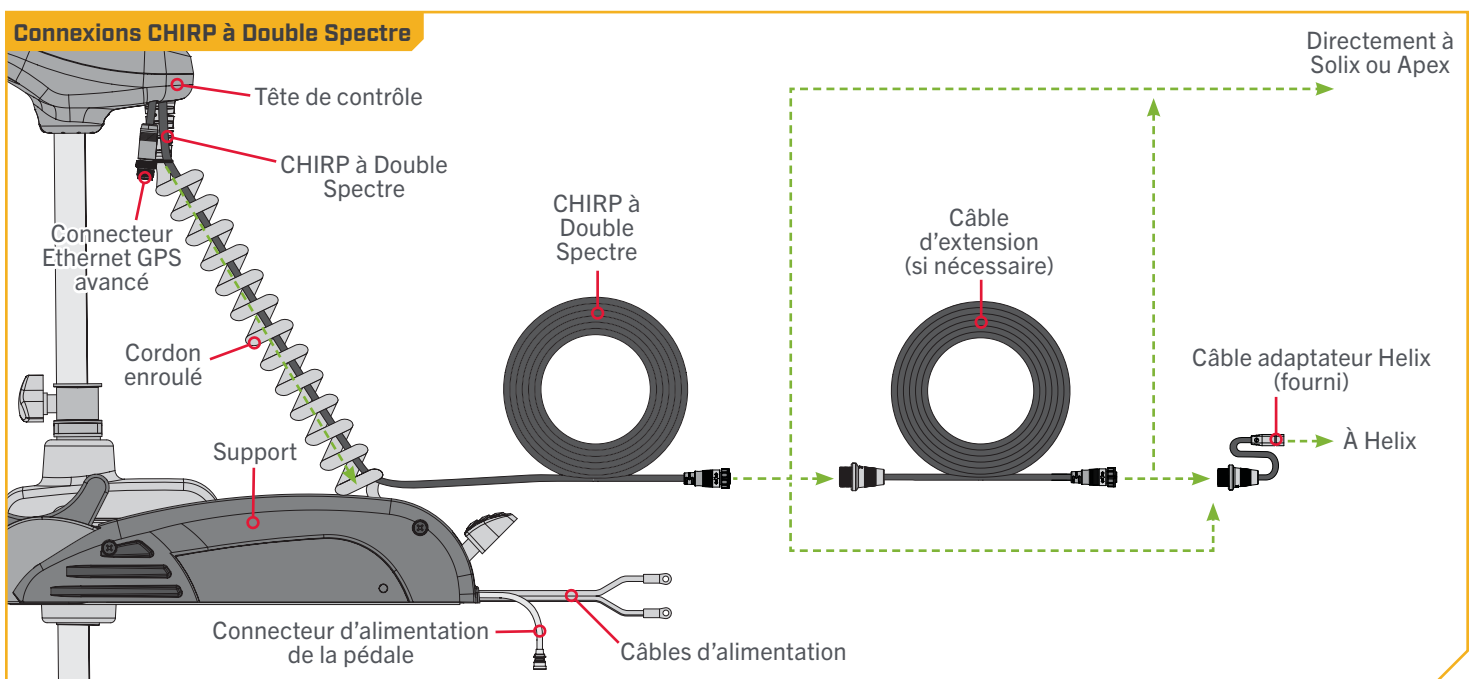 Connexions CHIRP à Double Spectre
Directement à
Solix ou Apex
Tête de contrôle
CHIRP à Double
Spectre
Connecteur
Ethernet GPS
avancé
CHIRP à
Double
Spectre
Câble
d'extension
(si nécessaire)
Cordon
enroulé
Câble adaptateur Helix
(fourni)
À Helix
Support
Connecteur d'alimentation
de la pédale
Câbles d'alimentation